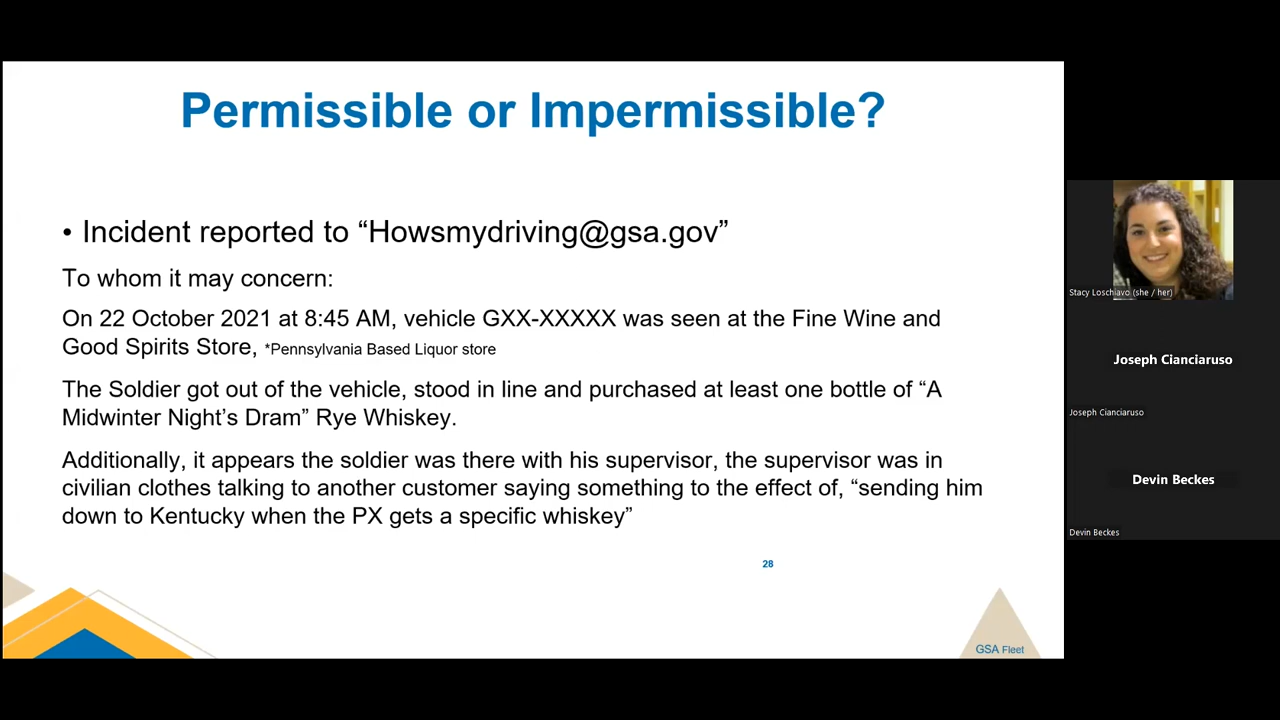 Permissible or Impermissible?
• Incident reported to “Howsmydriving@gsa.gov”
To whom it may concern:
On 22 October 2021 at 8:45 AM, vehicle GXX-XXXXX was seen at the Fine Wine and
Good Spirits Store, *Pennsylvania Based Liquor store
The Soldier got out of the vehicle, stood in line and purchased at least one bottle of “A
Midwinter Night’s Dram” Rye Whiskey.
Additionally, it appears the soldier was there with his supervisor, the supervisor was in
civilian clothes talking to another customer saying something to the effect of, “sending him
down to Kentucky when the PX gets a specific whiskey”
28
GSA Fleet
Stacy Loschiavo (she / her)
Joseph Cianciaruso
Joseph Cianciaruso
Devin Beckes
Devin Beckes